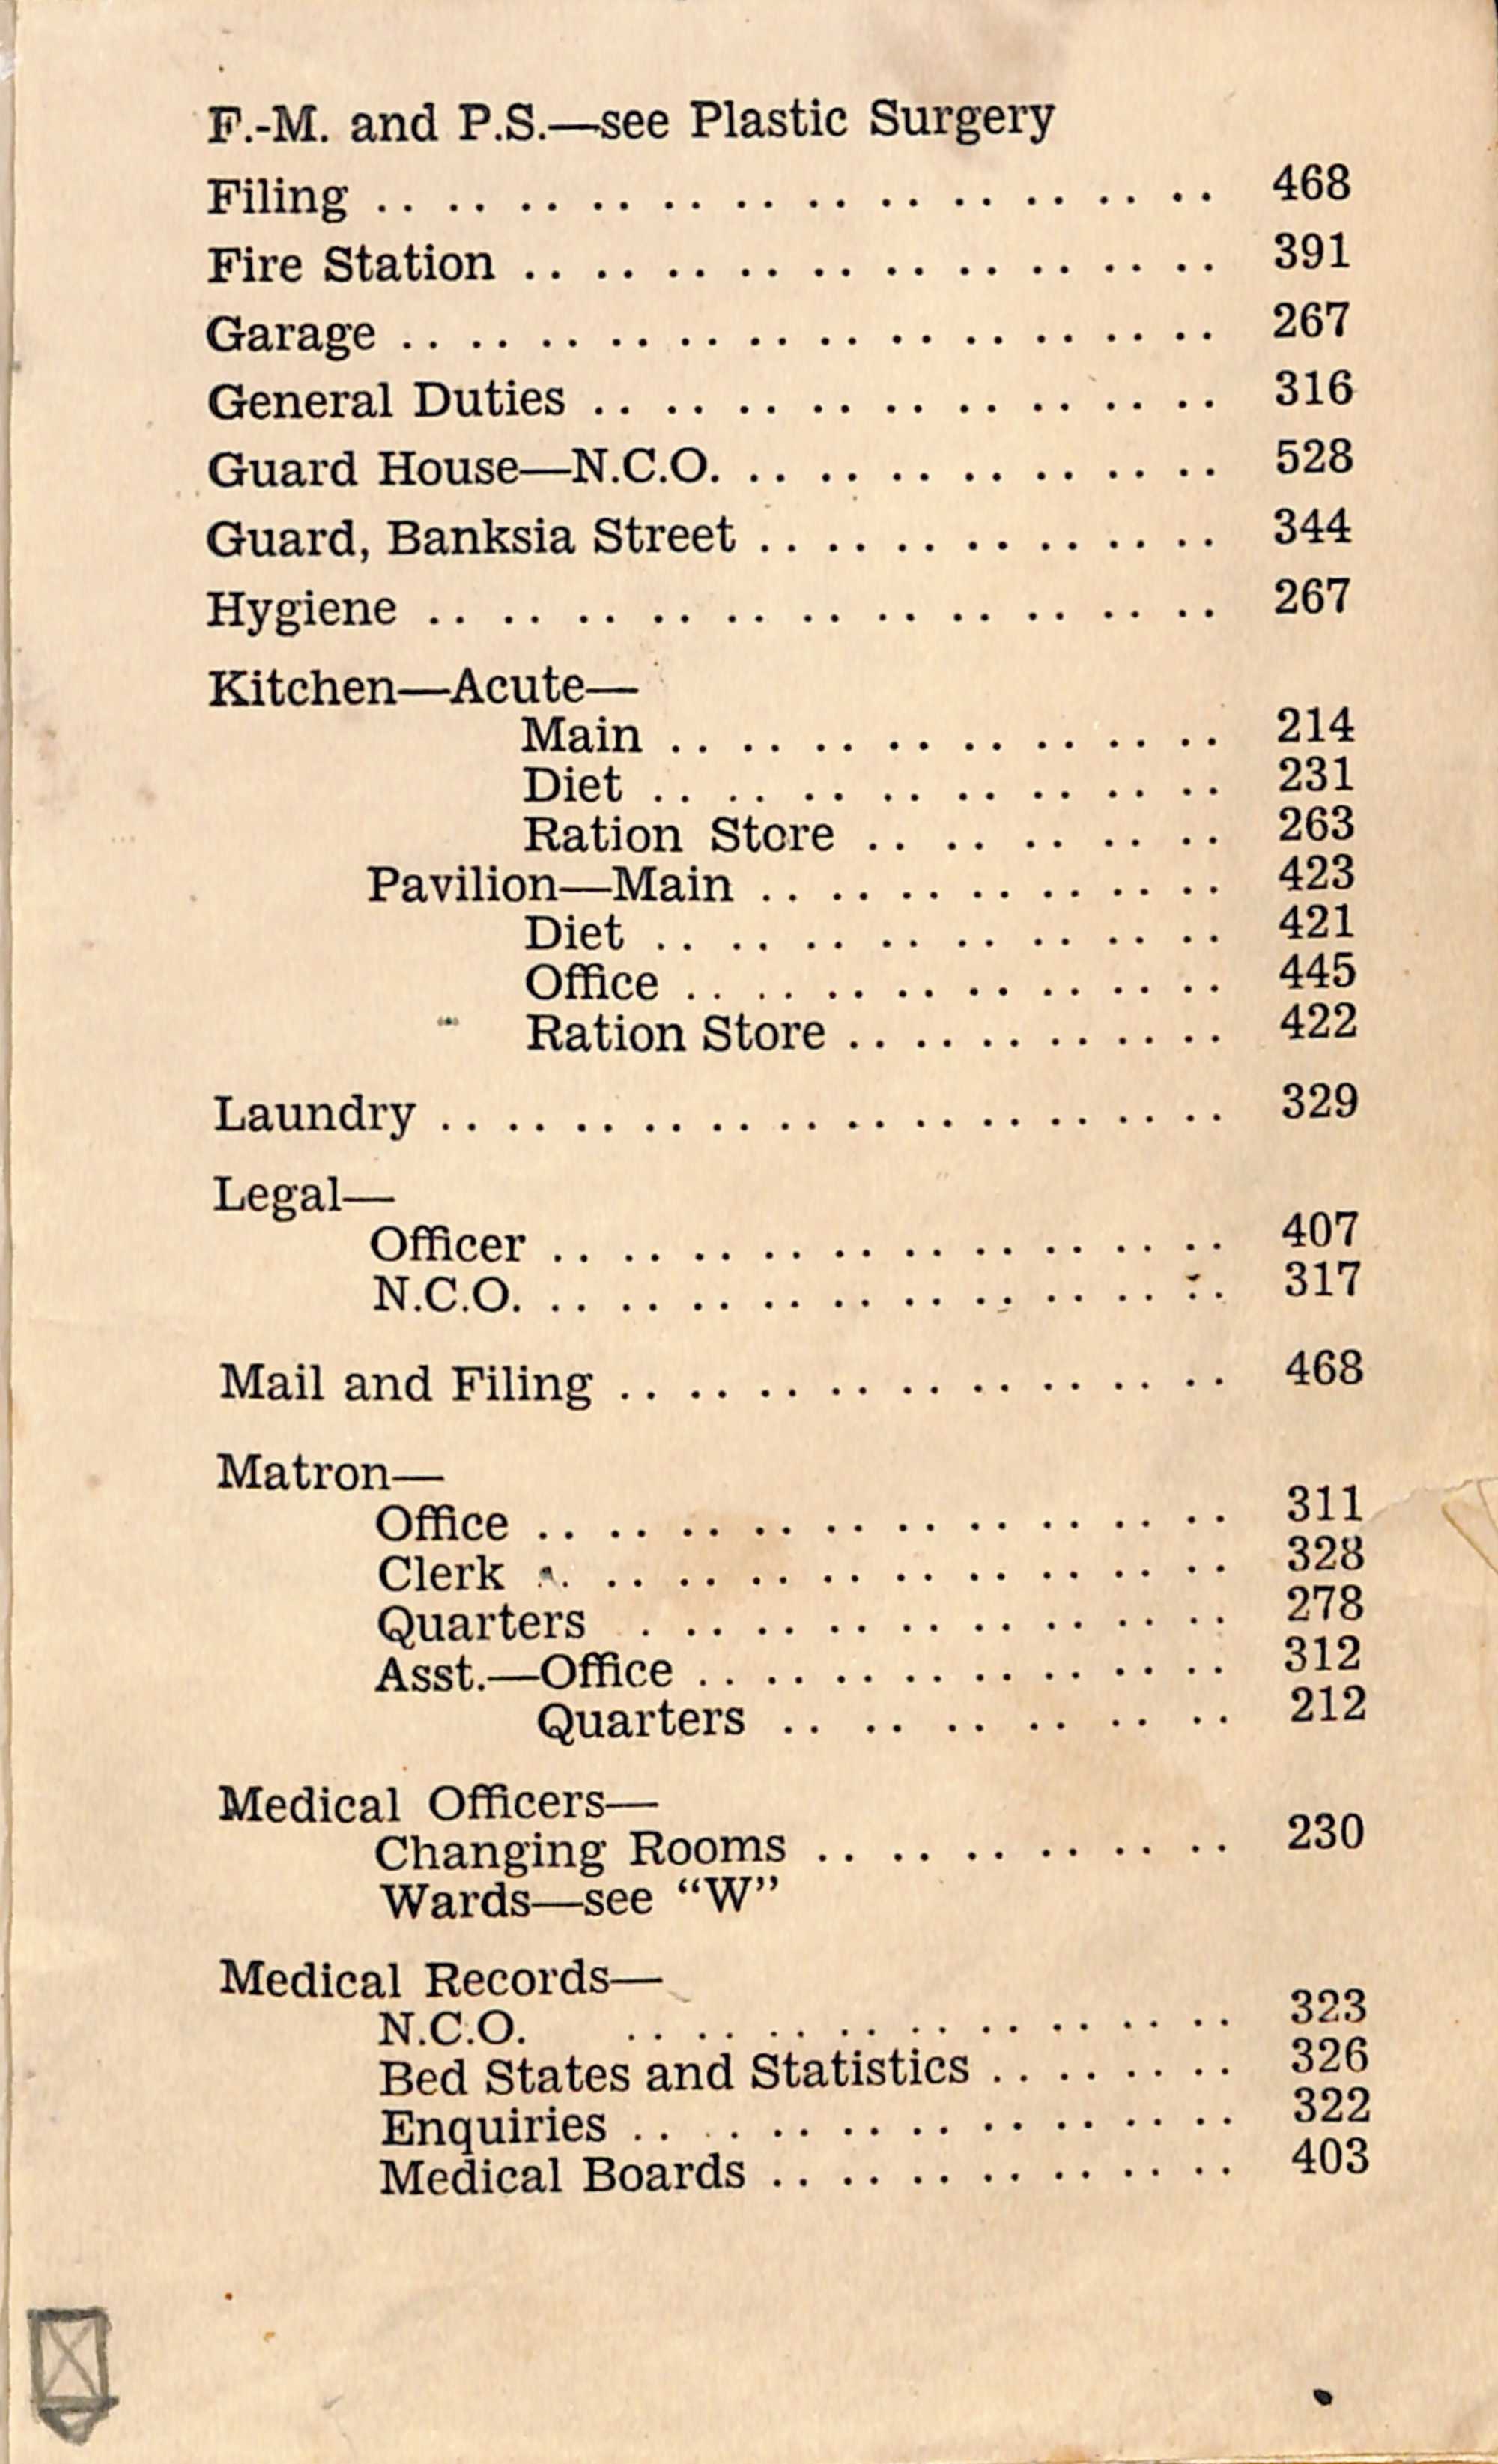 F.-M. and P.S.—see Plastic Surgery
Filing .. .. .. .. .. .. .. .. .. .. .. .. 468
Fire Station .. .. .. .. .. .. .. .. .. .. 391
Garage .. .. .. .. .. .. .. .. .. .. .. .. 267
General Duties .. .. .. .. .. .. .. .. .. 316
Guard House—N.C.O. .. .. .. .. .. .. .. 528
Guard, Banksia Street .. .. .. .. .. .. .. 344
Hygiene .. .. .. .. .. .. .. .. .. .. .. 267
Kitchen—Acute—
Main .. .. .. .. .. .. .. .. 214
Diet .. .. .. .. .. .. .. .. 231
Ration Store .. .. .. .. .. 263
Pavilion—Main .. .. .. .. .. .. .. 423
Diet .. .. .. .. .. .. .. .. 421
Office .. .. .. .. .. .. .. .. 445
Ration Store .. .. .. .. .. .. 422
Laundry .. .. .. .. .. .. .. .. .. .. .. .. 329
Legal—
Officer .. .. .. .. .. .. .. .. .. .. 407
N.C.O. .. .. .. .. .. .. .. .. .. .. 317
Mail and Filing .. .. .. .. .. .. .. .. .. 468
Matron—
Office .. .. .. .. .. .. .. .. .. .. 311
Clerk .. .. .. .. .. .. .. .. .. .. 328
Quarters . .. .. .. .. .. .. .. .. 278
Asst.—Office .. .. .. .. .. .. .. .. 312
Quarters .. .. .. .. .. .. 212
Medical Officers—
Changing Rooms .. .. .. .. .. .. 230
Wards—see “W”
Medical Records—
N.C.O. .. .. .. .. .. .. .. .. .. 323
Bed States and Statistics .. .. .. .. 326
Enquiries .. .. .. .. .. .. .. .. .. 322
Medical Boards .. .. .. .. .. .. .. 403